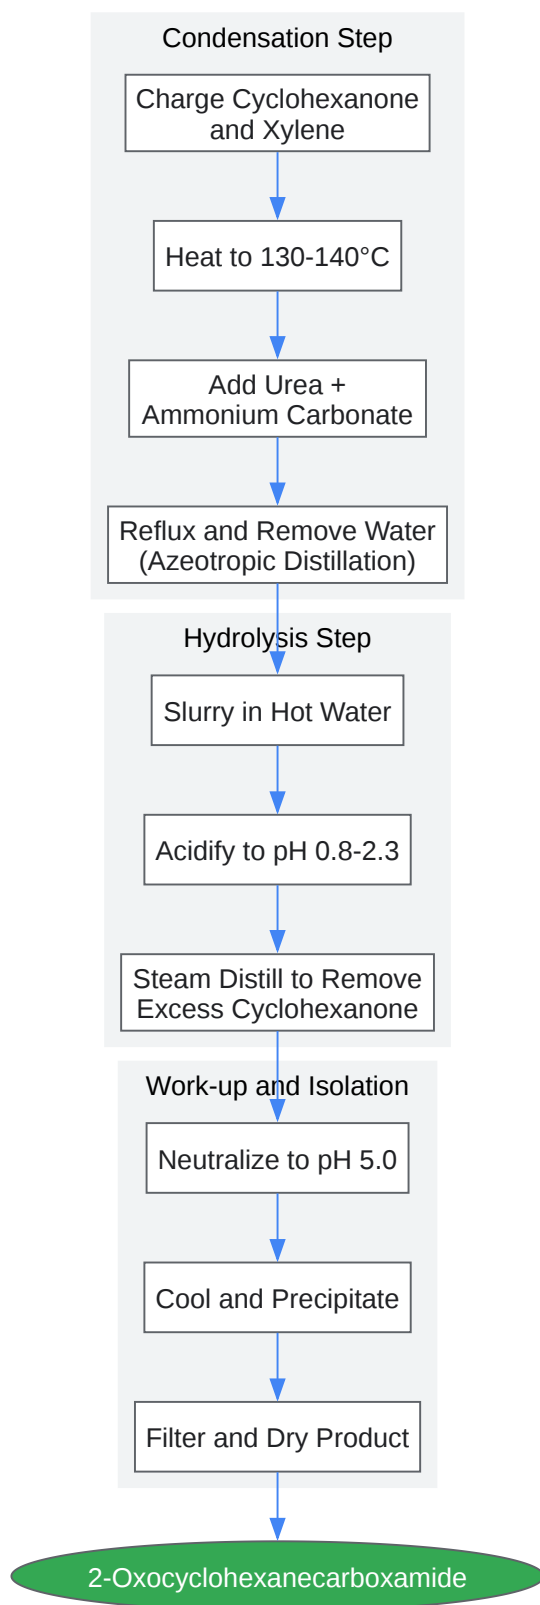 Condensation Step
Charge Cyclohexanone
and Xylene
Heat to 130-140°C
Add Urea +
Ammonium Carbonate
Reflux and Remove Water
(Azeotropic Distillation)
Hydrolysis Step
Slurry in Hot Water
Acidify to pH 0.8-2.3
Steam Distill to Remove
Excess Cyclohexanone
Work-up and Isolation
Neutralize to pH 5.0
Cool and Precipitate
Filter and Dry Product
2-Oxocyclohexanecarboxamide